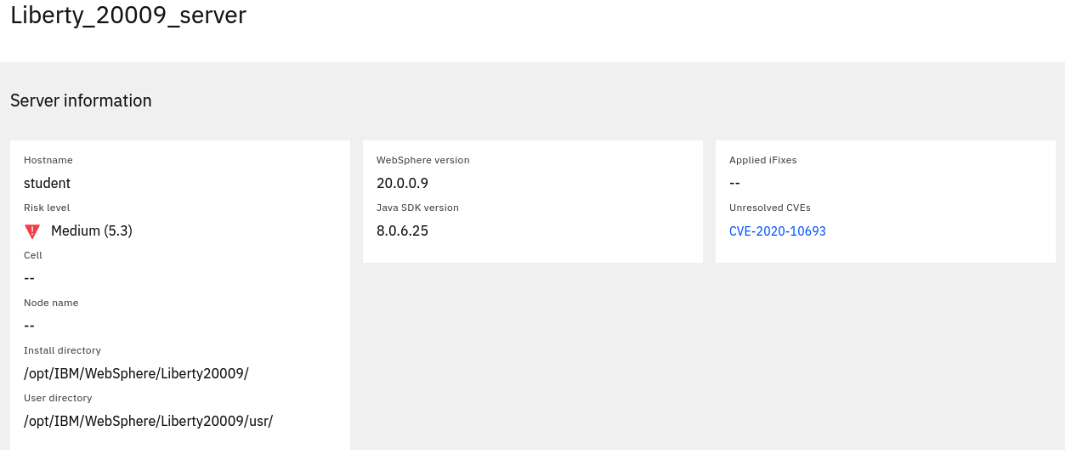 Liberty_20009_server
Server information
Hostname
student
Risk level
Medium (5.3)
Cell
--
Node name
--
Install directory
/opt/IBM/WebSphere/Liberty20009/
User directory
/opt/IBM/WebSphere/Liberty20009/usr/
WebSphere version
20.0.0.9
Java SDK version
8.0.6.25
Applied iFixes
--
Unresolved CVEs
CVE-2020-10693